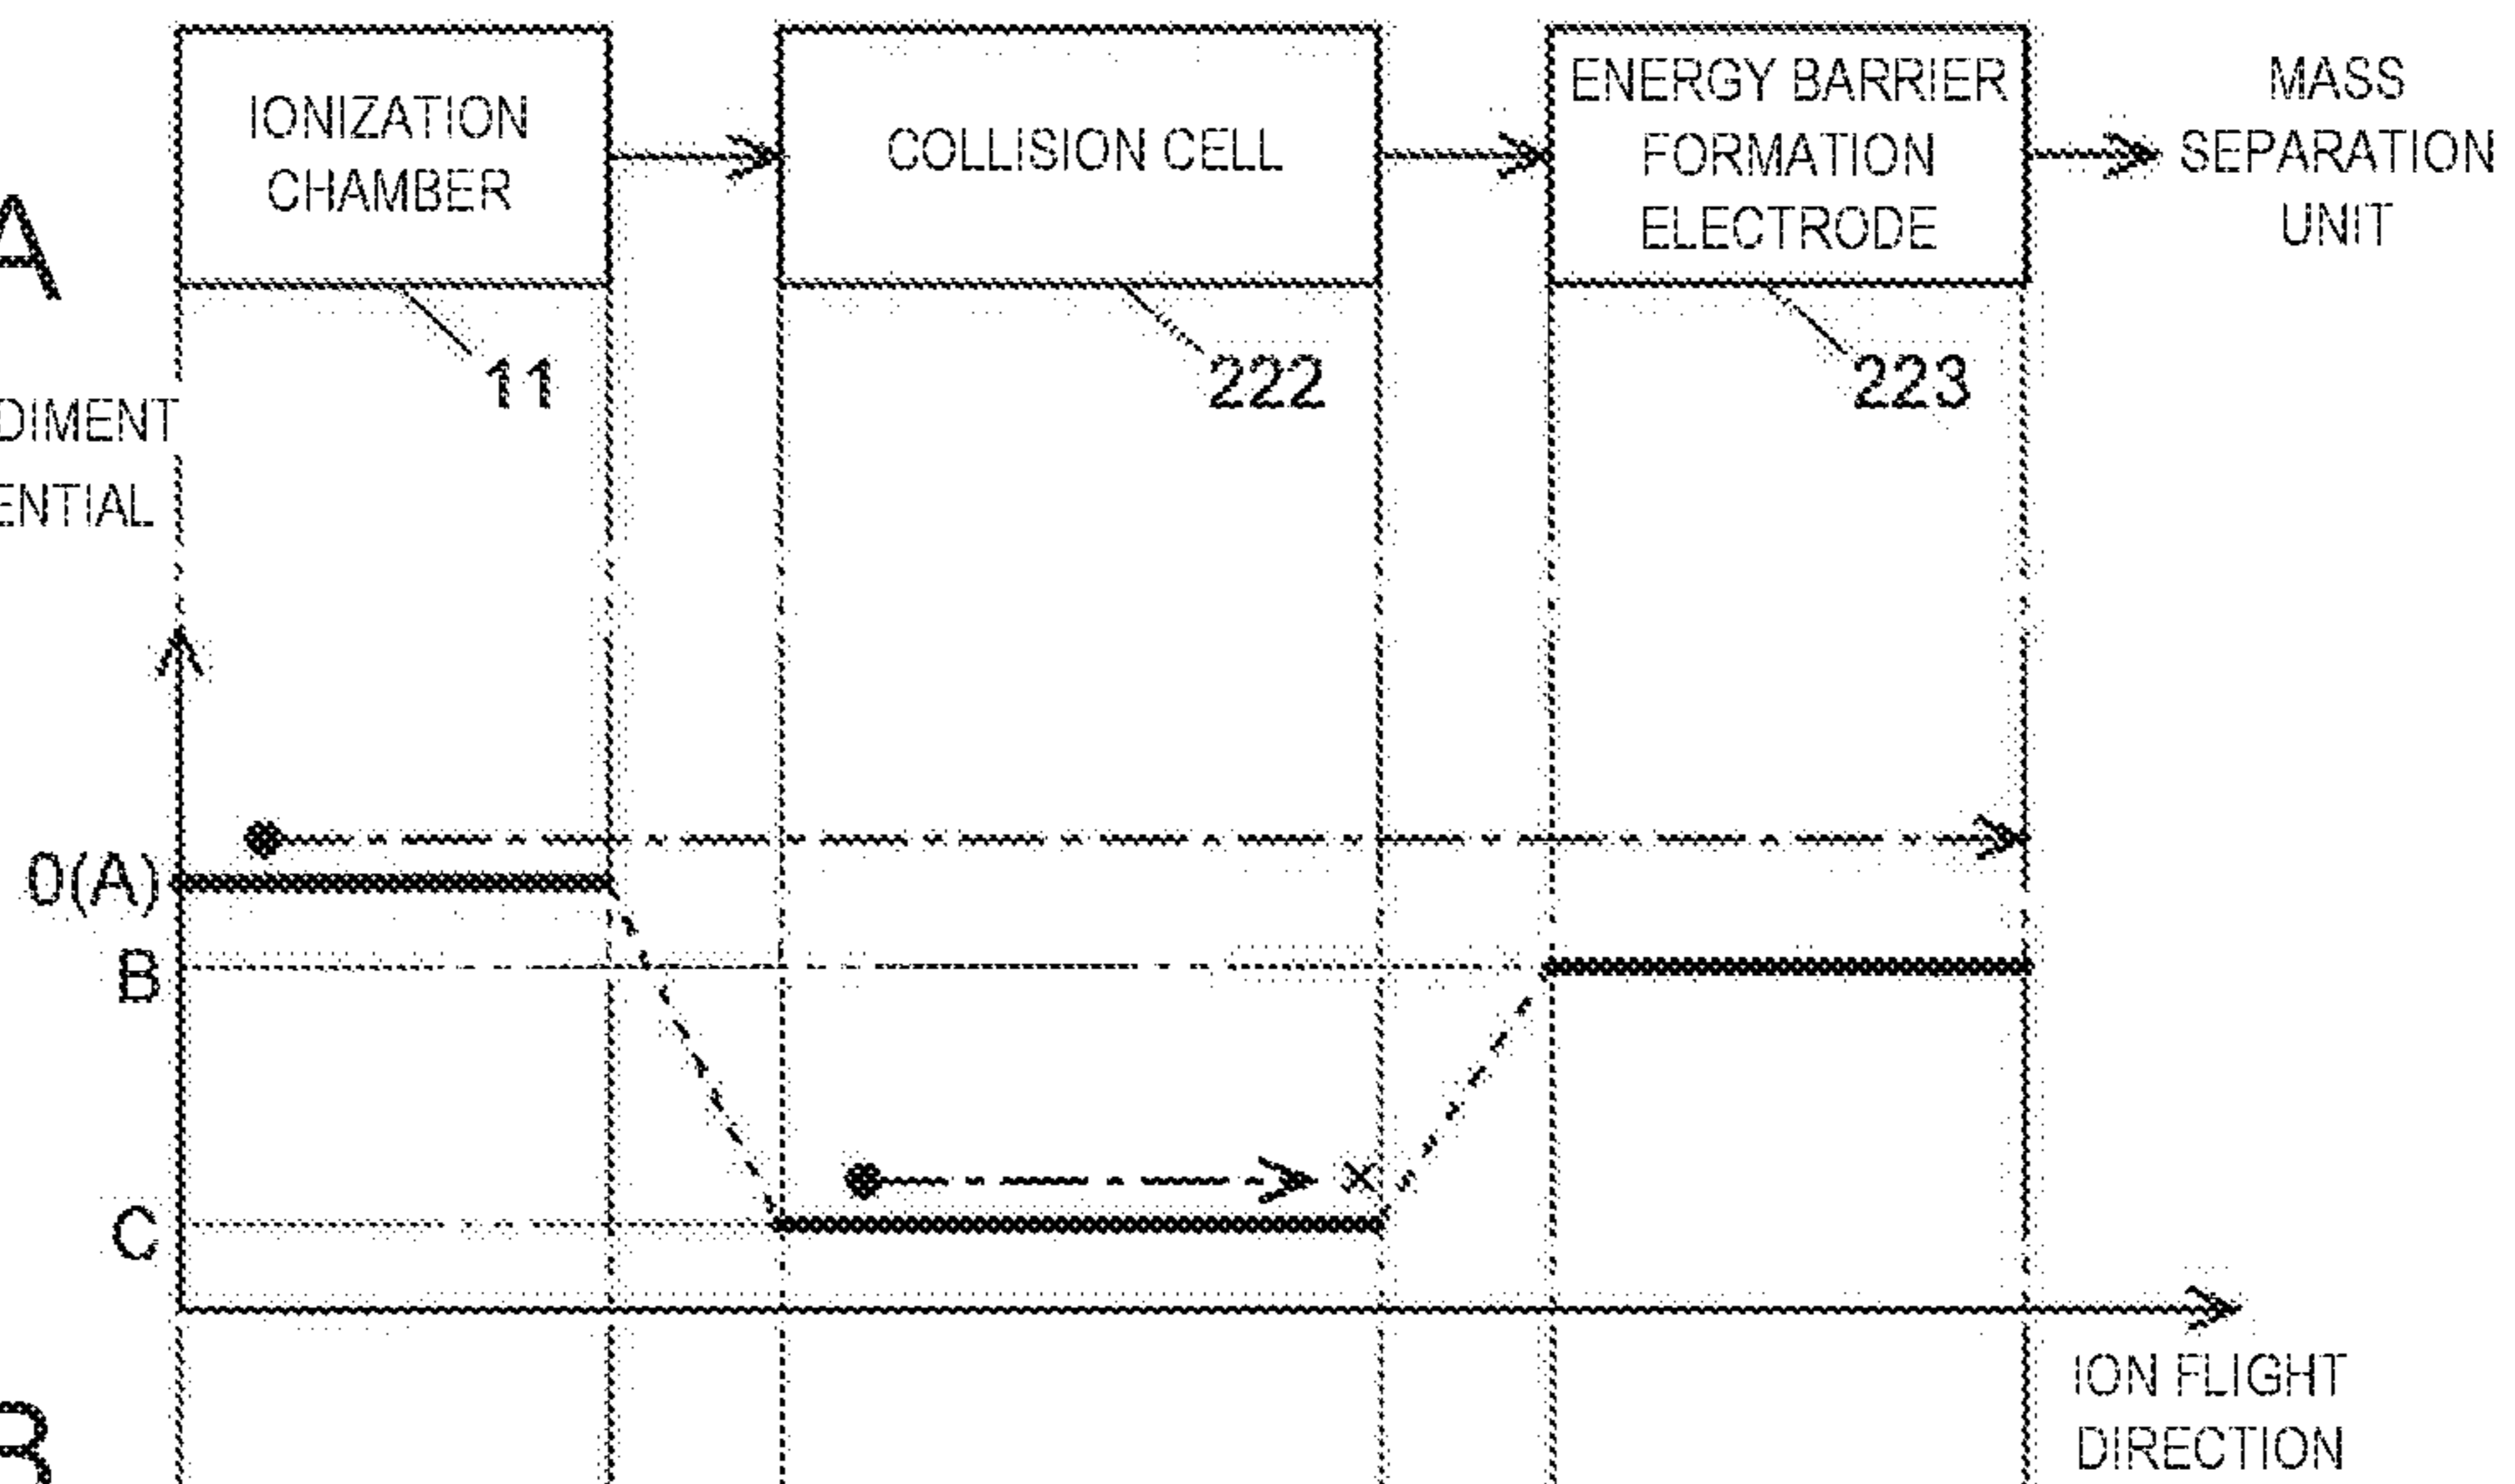 IONIZATION
CHAMBER
COLLISION CELL
ENERGY BARRIER
FORMATION
ELECTRODE
MASS
SEPARATION
UNIT
A
11
222
223
DIMENT
ENTIAL
0(A)
B
C
ION FLIGHT
DIRECTION
B